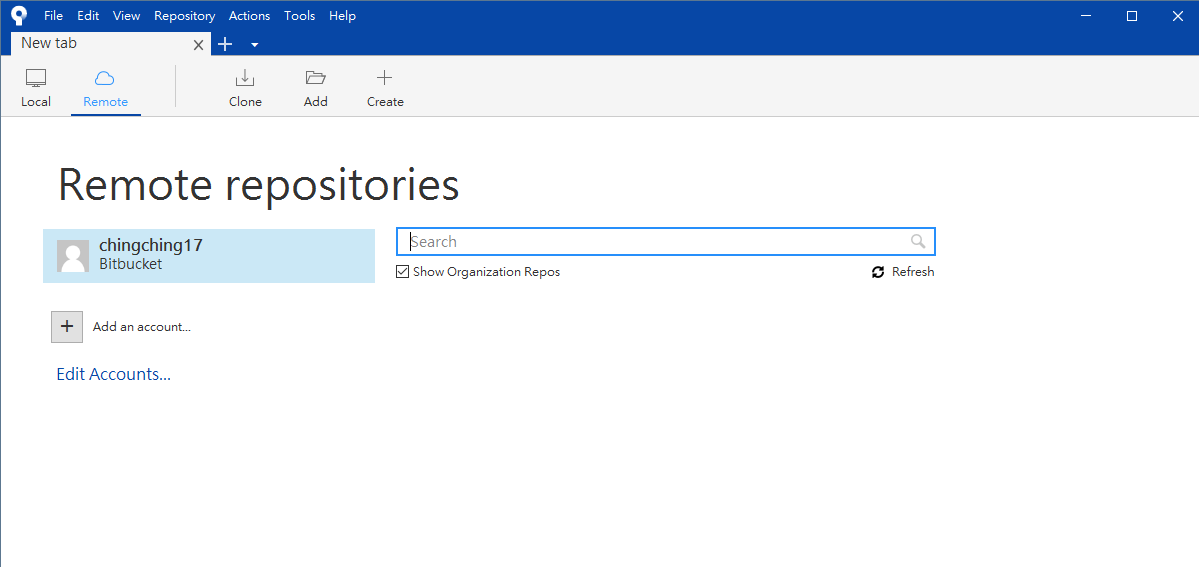 File Edit View Repository Actions Tools Help
New tab
Local Remote Clone Add Create
Remote repositories
chingching17
Bitbucket
Search
Show Organization Repos
Refresh
Add an account...
Edit Accounts...